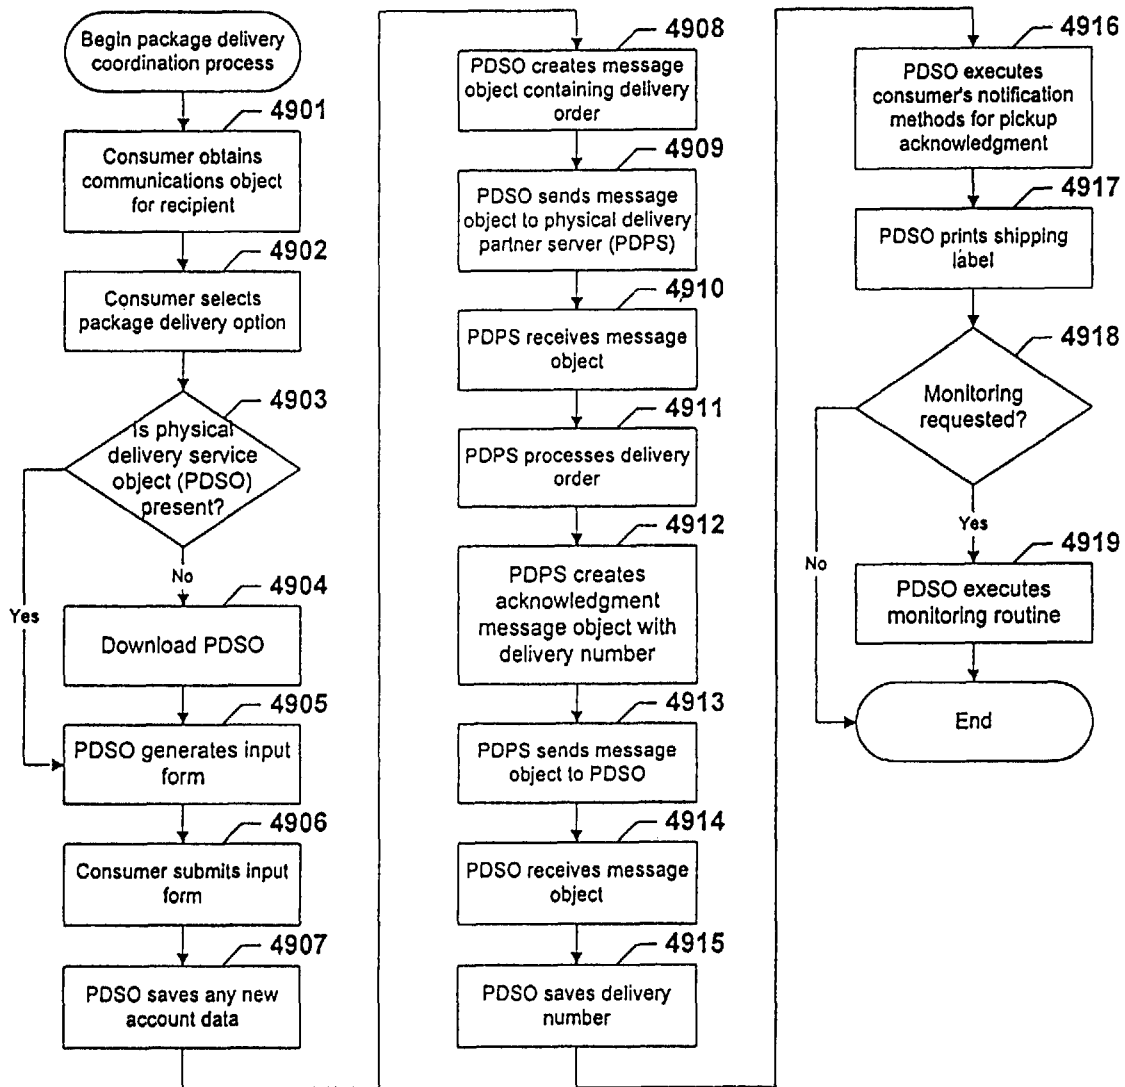 Begin package delivery
coordination process
4901
Consumer obtains
communications object
for recipient
4902
Consumer selects
package delivery option
4903
Is physical
delivery service
object (PDSO)
present?
No
Yes
4904
Download PDSO
4905
PDSO generates input
form
4906
Consumer submits input
form
4907
PDSO saves any new
account data
4908
PDSO creates message
object containing delivery
order
4909
PDSO sends message
object to physical delivery
partner server (PDPS)
4910
PDPS receives message
object
4911
PDPS processes delivery
order
4912
PDPS creates
acknowledgment
message object with
delivery number
4913
PDPS sends message
object to PDSO
4914
PDSO receives message
object
4915
PDSO saves delivery
number
4916
PDSO executes
consumer's notification
methods for pickup
acknowledgment
4917
PDSO prints shipping
label
4918
Monitoring
requested?
Yes
No
4919
PDSO executes
monitoring routine
End